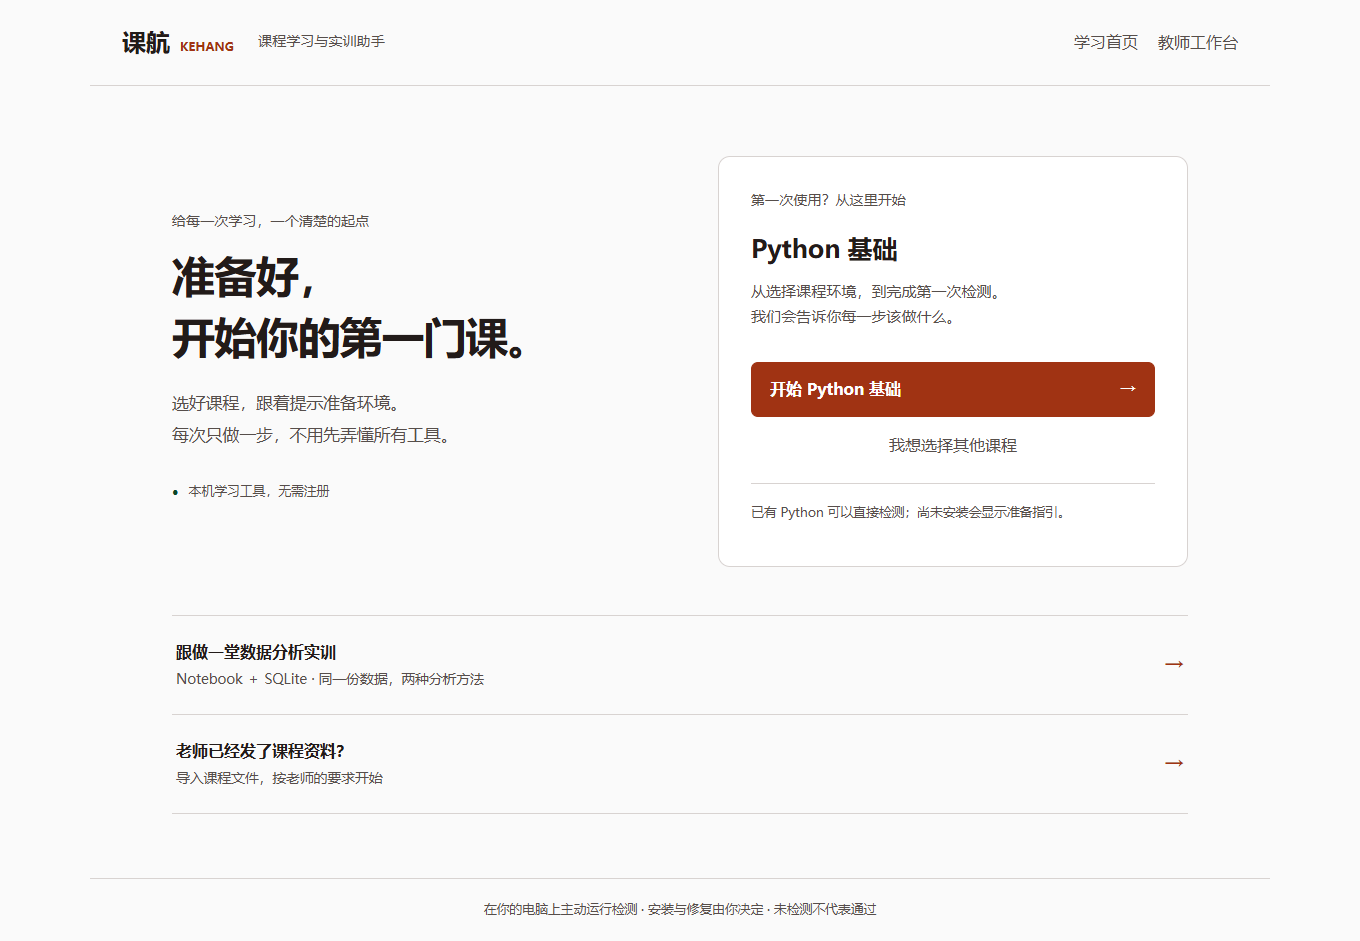 课航 KEHANG 课程学习与实训助手 学习首页 教师工作台
给每一次学习，一个清楚的起点
准备好，
开始你的第一门课。
选好课程，跟着提示准备环境。
每次只做一步，不用先弄懂所有工具。
• 本机学习工具，无需注册
第一次使用？从这里开始
Python 基础
从选择课程环境，到完成第一次检测。
我们会告诉你每一步该做什么。
开始 Python 基础 →
我想选择其他课程
已有 Python 可以直接检测；尚未安装会显示准备指引。
跟做一堂数据分析实训 →
Notebook + SQLite · 同一份数据，两种分析方法
老师已经发了课程资料？ →
导入课程文件，按老师的要求开始
在你的电脑上主动运行检测 · 安装与修复由你决定 · 未检测不代表通过